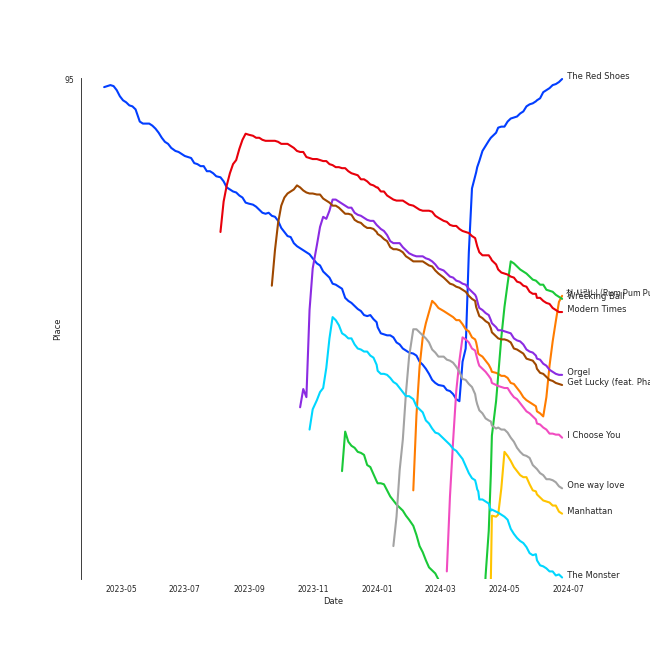 The Red Shoes
95
Wrecking Ball
Modern Times
Place
Orgel
Get Lucky (feat. Pha
I Choose You
One way love
Manhattan
The Monster
2023-05
2023-07
2023-09
2023-11
2024-01
2024-03
2024-05
2024-07
Date